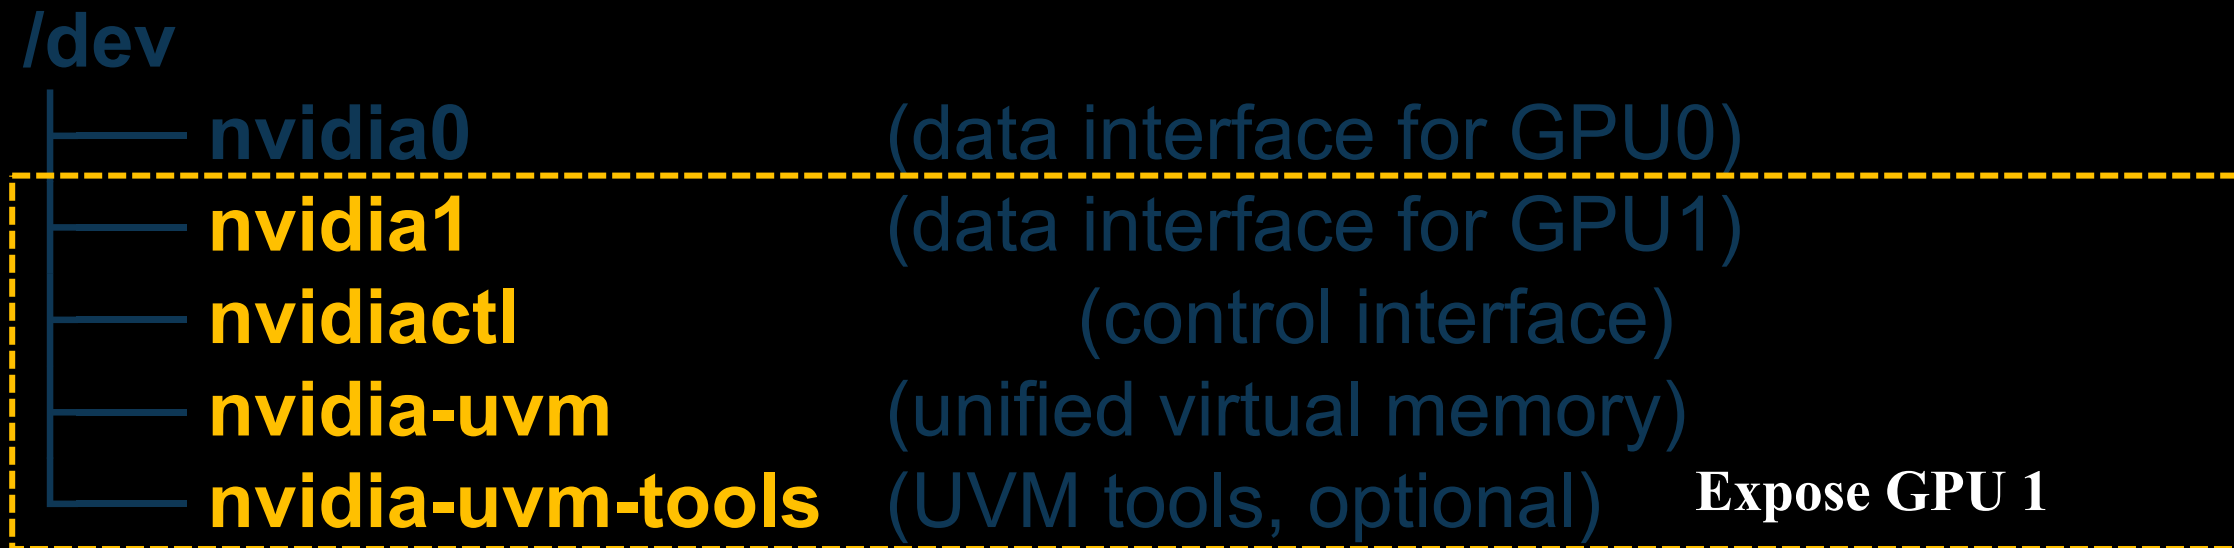 /dev
nvidia0 (data interface for GPU0)
nvidia1 (data interface for GPU1)
nvidiactl (control interface)
nvidia-uvm (unified virtual memory)
nvidia-uvm-tools (UVM tools, optional)
Expose GPU 1